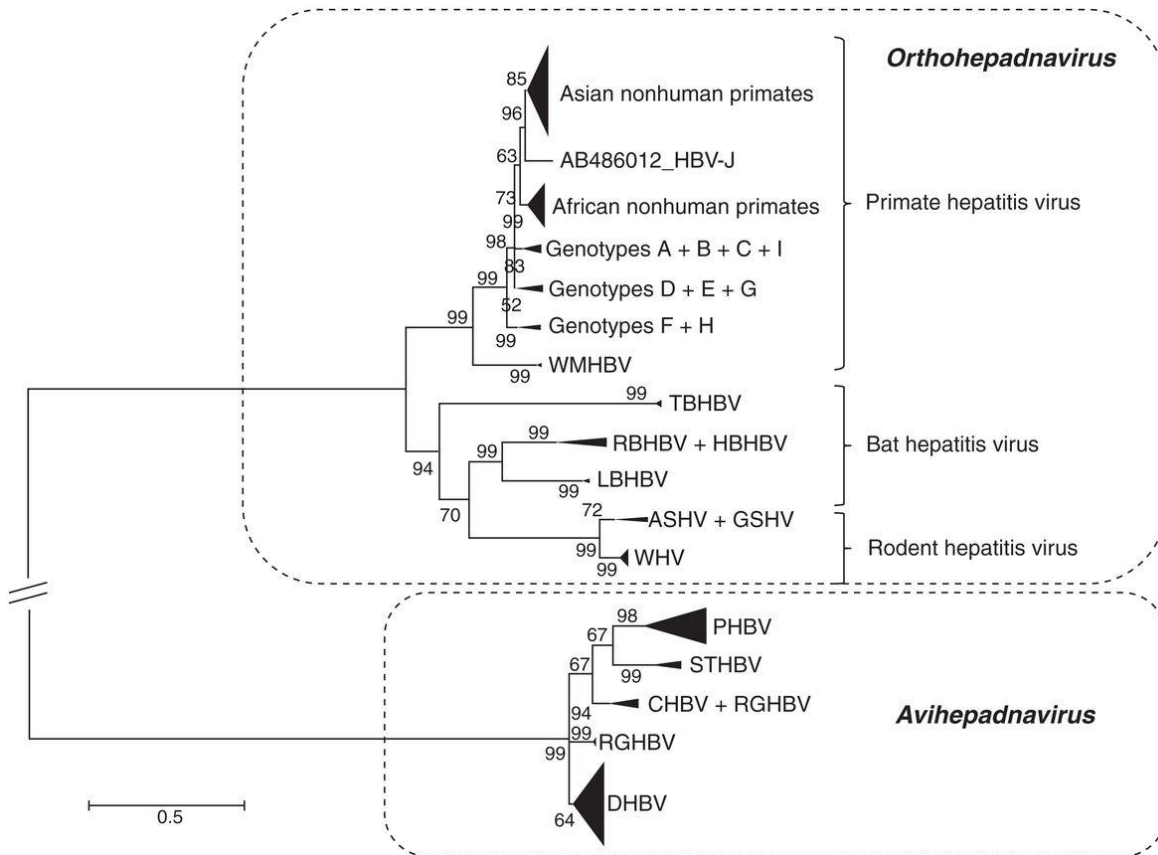 Orthohepadnavirus
85
Asian nonhuman primates
96
63
AB486012_HBV-J
Primate hepatitis virus
73
African nonhuman primates
99
98
Genotypes A + B + C + I
83
99
Genotypes D + E + G
52
99
Genotypes F + H
99
WMHBV
99
99
TBHBV
99
RBHBV + HBHBV
99
Bat hepatitis virus
94
LBHBV
99
72
ASHV + GSHV
70
Rodent hepatitis virus
99
WHV
99
98
PHBV
67
STHBV
99
67
CHBV + RGHBV
94
Avihepadnavirus
99
RGHBV
99
DHBV
64
0.5